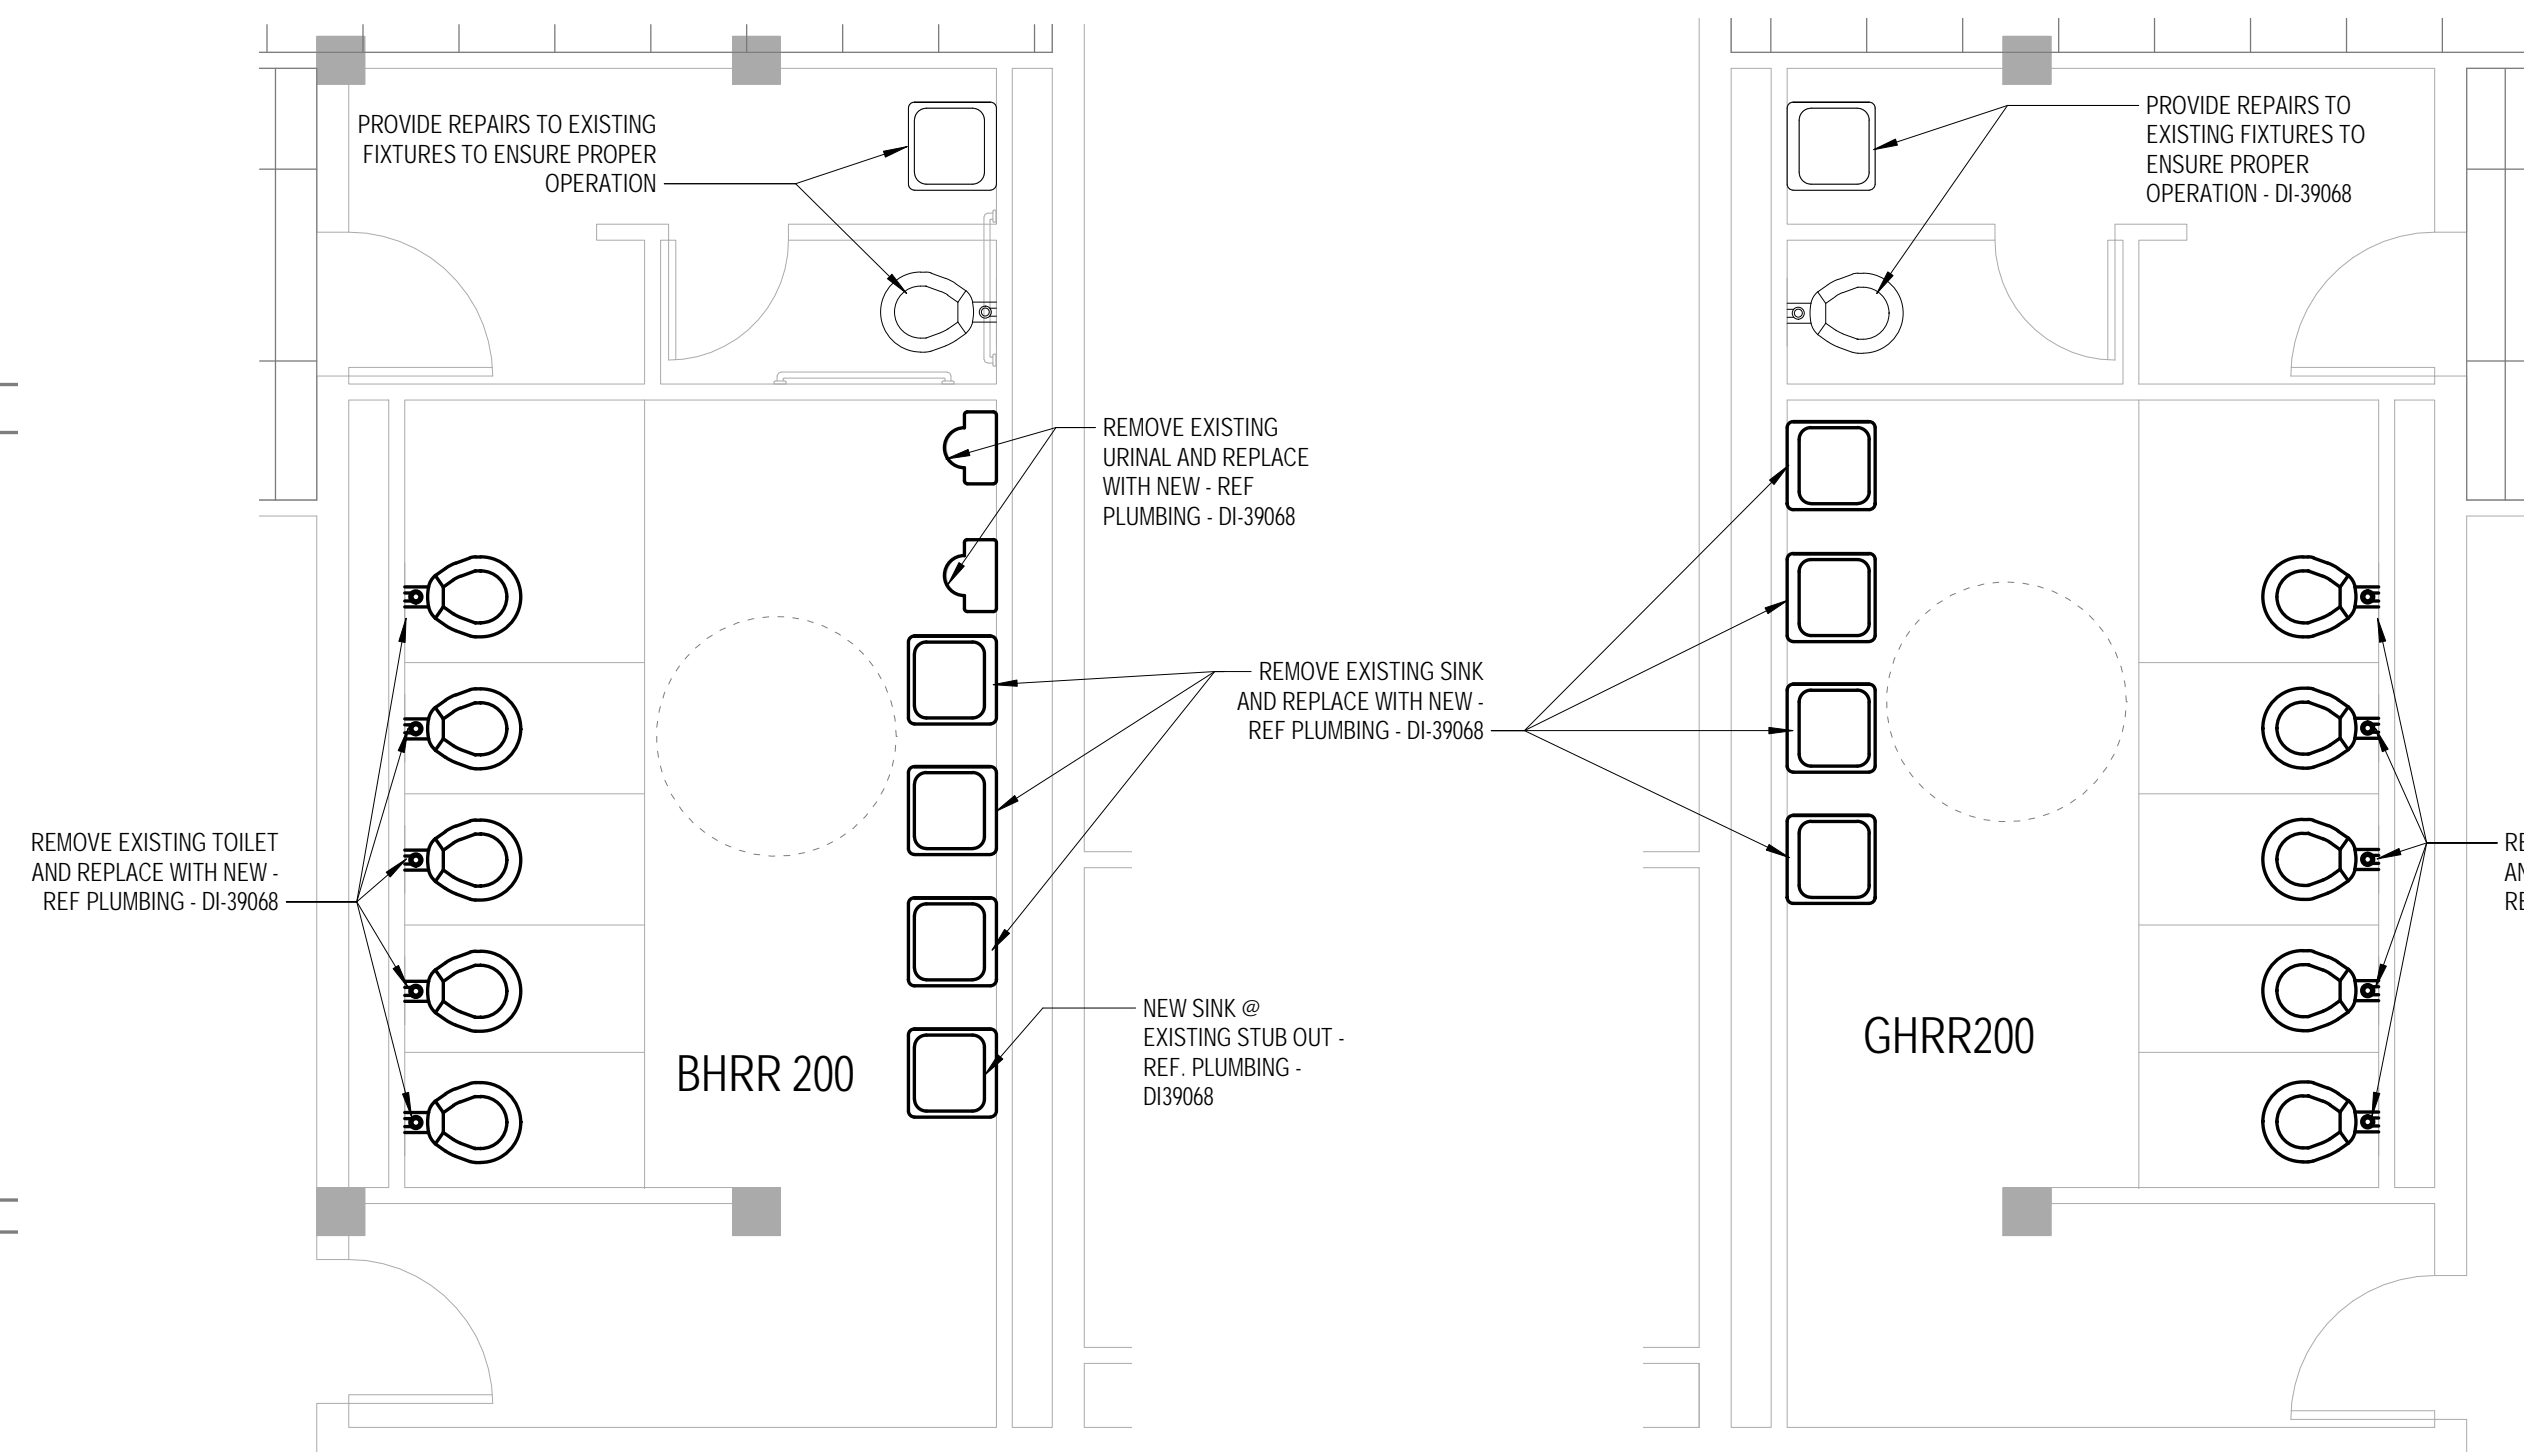 PROVIDE REPAIRS TO EXISTING
FIXTURES TO ENSURE PROPER
OPERATION
PROVIDE REPAIRS TO
EXISTING FIXTURES TO
ENSURE PROPER
OPERATION - DI-39068
REMOVE EXISTING
URINAL AND REPLACE
WITH NEW - REF
PLUMBING - DI-39068
REMOVE EXISTING SINK
AND REPLACE WITH NEW -
REF PLUMBING - DI-39068
REMOVE EXISTING TOILET
AND REPLACE WITH NEW -
REF PLUMBING - DI-39068
NEW SINK @
EXISTING STUB OUT -
REF. PLUMBING -
DI39068
BHRR 200
GHRR200